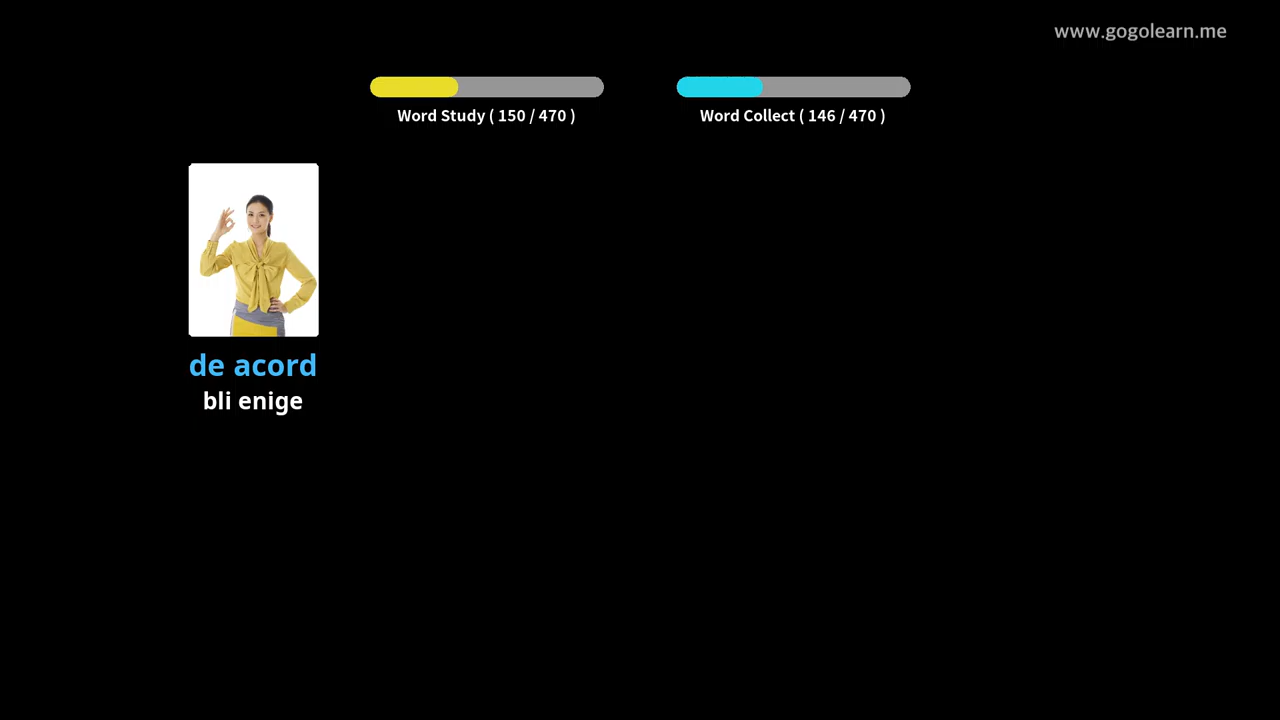 www.gogolearn.me
Word Study ( 150 / 470 )
Word Collect ( 146 / 470 )
de acord
bli enige